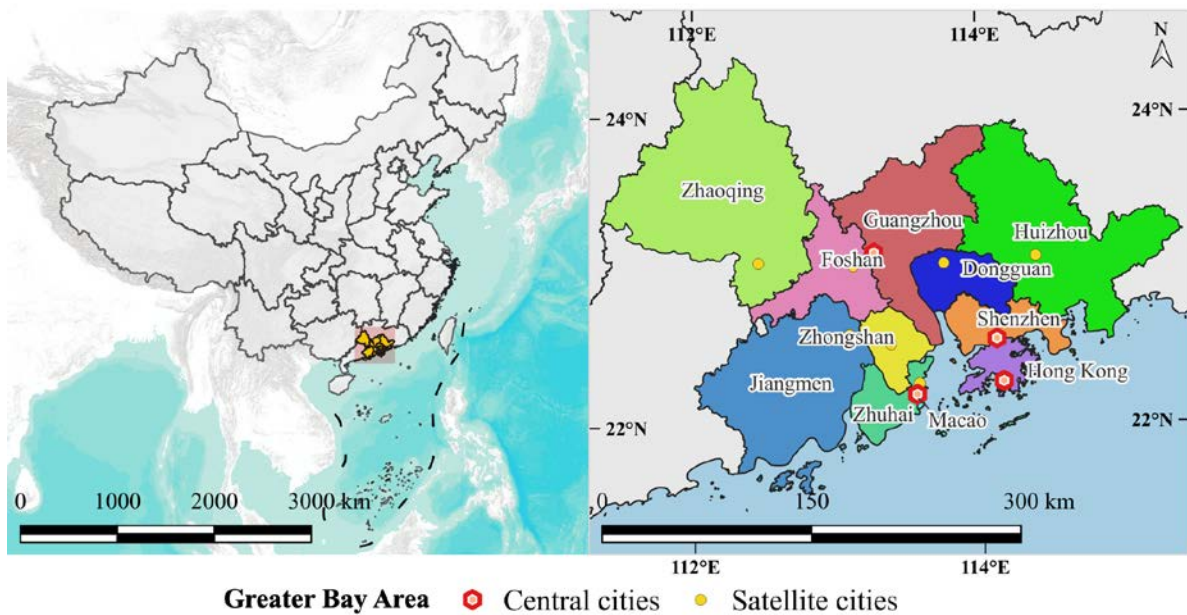 112°E 114°E
N
24°N 24°N
Zhaoqing
Guangzhou
Huizhou
Foshan
Dongguan
Shenzhen
Zhongshan
Hong Kong
Jiangmen
Zhuhai
Macao
22°N 22°N
0 1000 2000 3000 km
0 150 300 km
112°E 114°E
Greater Bay Area Central cities Satellite cities